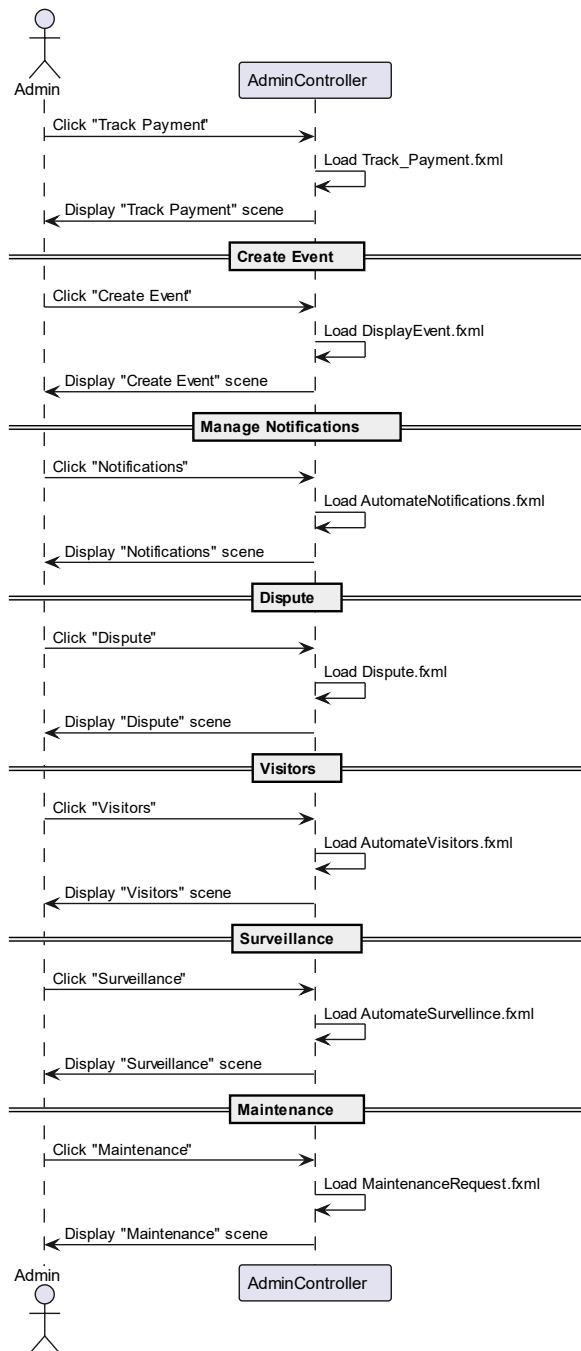 Admin
AdminController
Click "Track Payment"
Load Track_Payment.fxml
Display "Track Payment" scene
Create Event
Click "Create Event"
Load DisplayEvent.fxml
Display "Create Event" scene
Manage Notifications
Click "Notifications"
Load AutomateNotifications.fxml
Display "Notifications" scene
Dispute
Click "Dispute"
Load Dispute.fxml
Display "Dispute" scene
Visitors
Click "Visitors"
Load AutomateVisitors.fxml
Display "Visitors" scene
Surveillance
Click "Surveillance"
Load AutomateSurvellince.fxml
Display "Surveillance" scene
Maintenance
Click "Maintenance"
Load MaintenanceRequest.fxml
Display "Maintenance" scene
Admin
AdminController